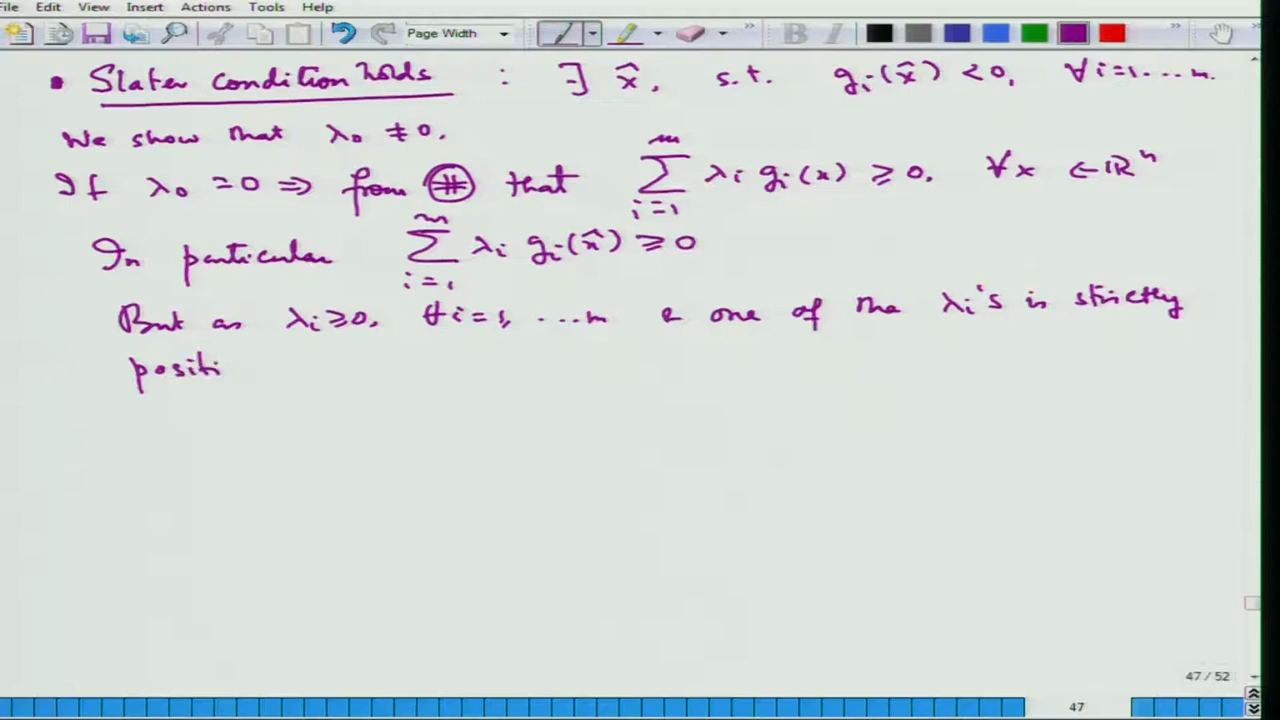 File Edit View Insert Actions Tools Help
Page Width
• Slater condition holds : ∃ x̂, s.t. gᵢ(x̂) < 0, ∀ i=1...m.
We show that λ₀ ≠ 0.
If λ₀ = 0 ⇒ from # that ∑ᵢ₌₁ᵐ λᵢ gᵢ(x) ≥ 0, ∀x ∈ ℝⁿ
In particular ∑ᵢ₌₁ᵐ λᵢ gᵢ(x̂) ≥ 0
But as λᵢ ≥ 0, ∀ i=1, ...m & one of the λᵢ's is strictly
positi
47 / 52
47